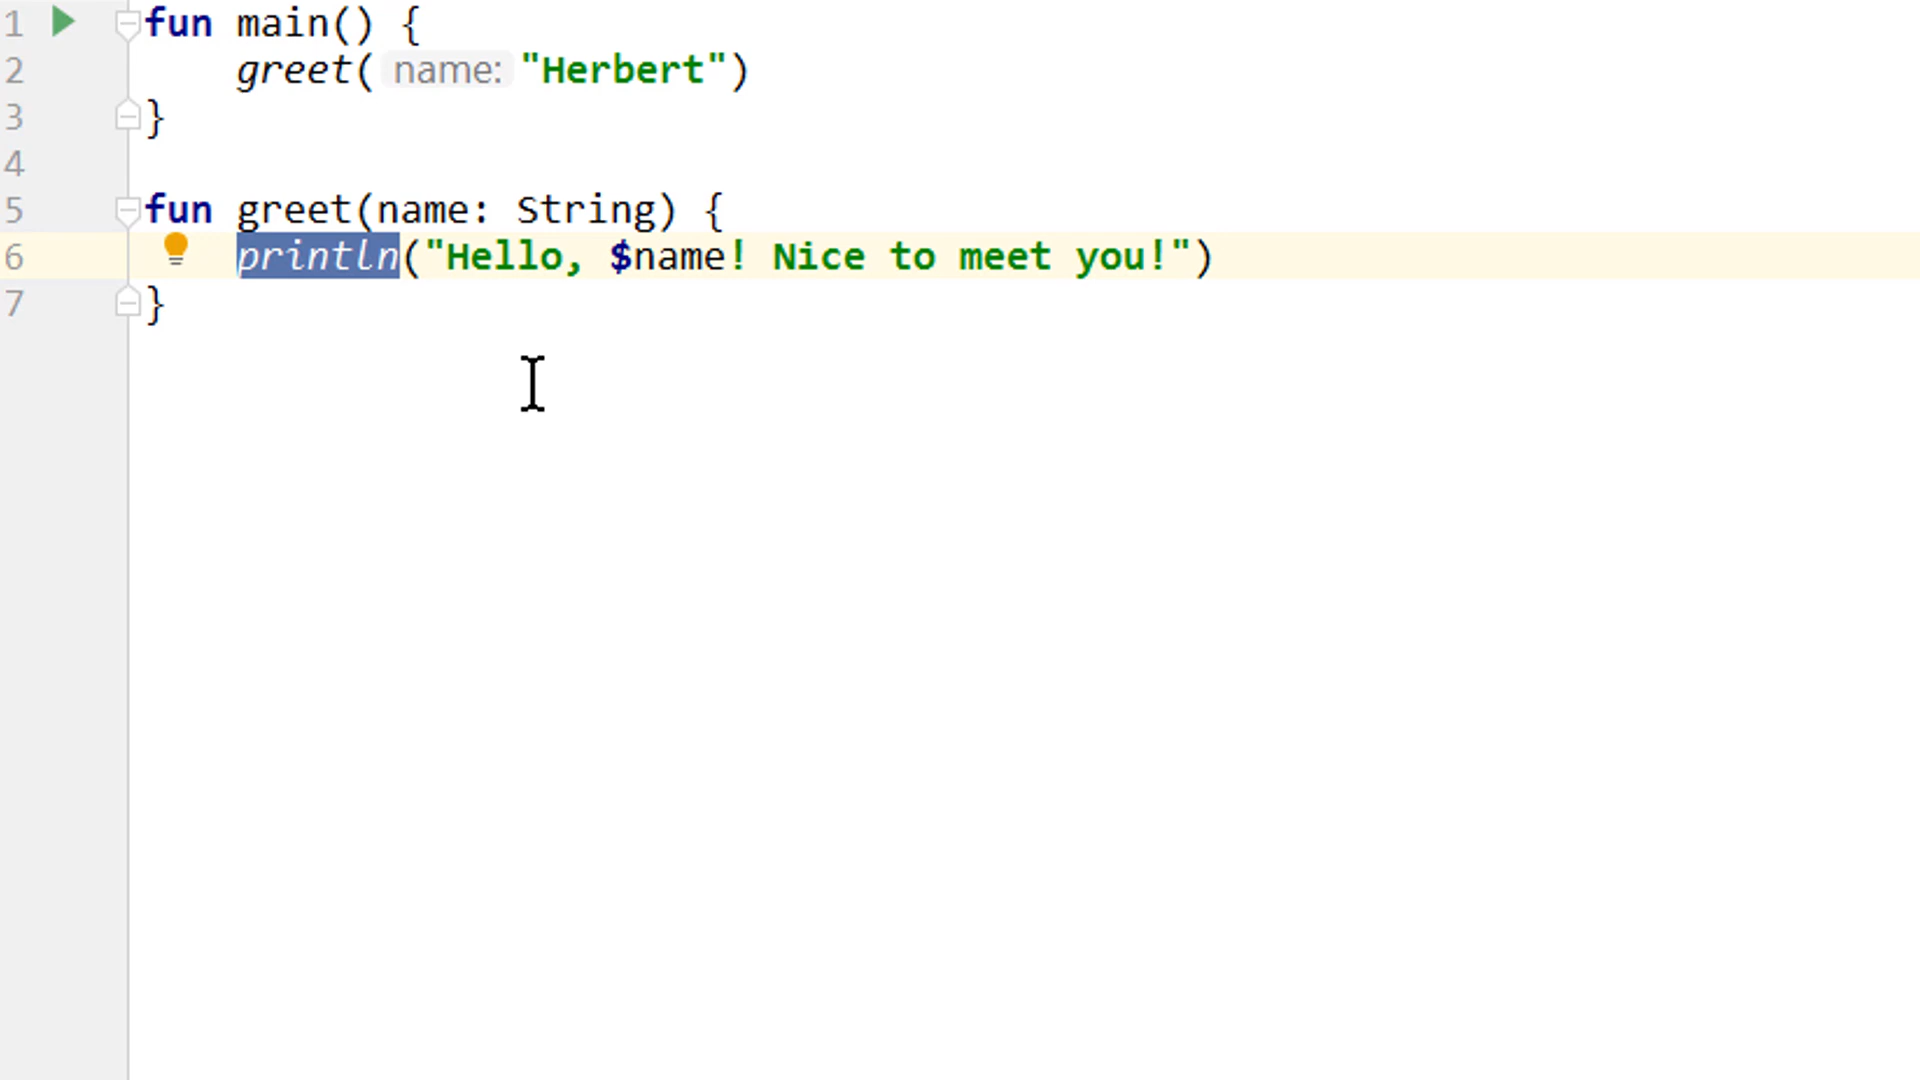 1 fun main() {
2     greet( name: "Herbert")
3 }
4
5 fun greet(name: String) {
6     println("Hello, $name! Nice to meet you!")
7 }